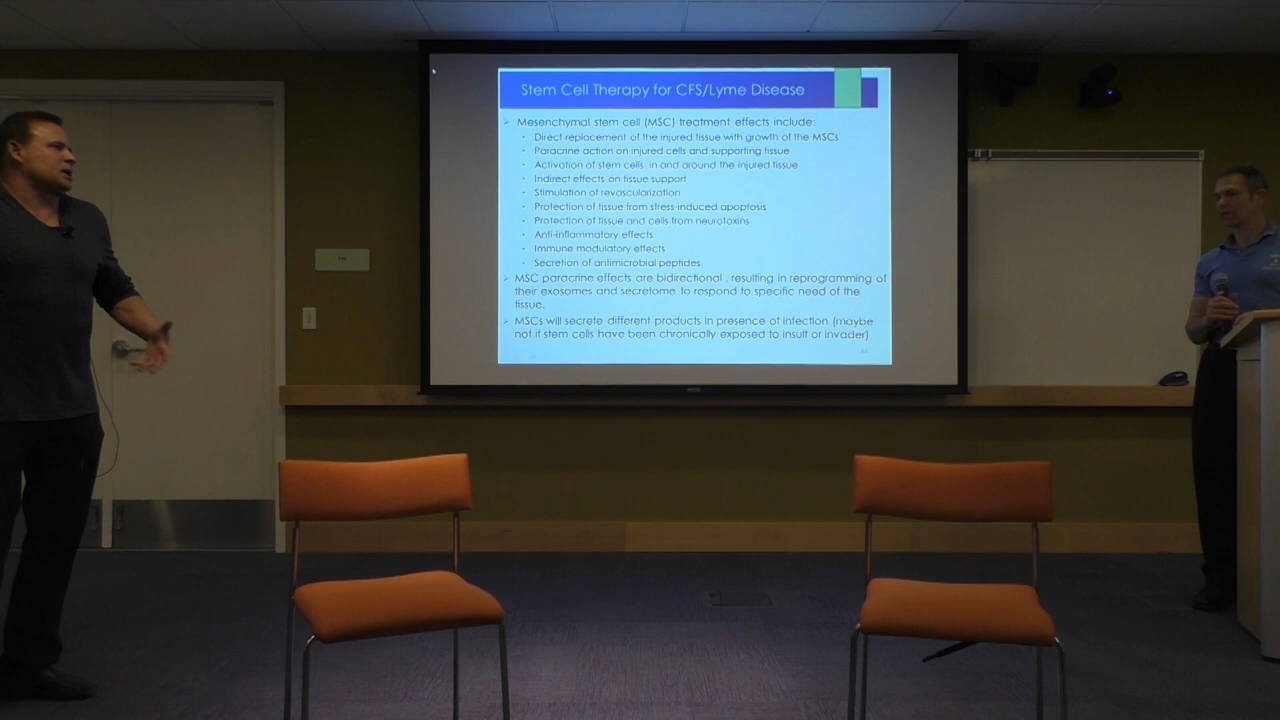 Stem Cell Therapy for CFS/Lyme Disease
Mesenchymal stem cell (MSC) treatment effects include:
Direct replacement of the injured tissue with growth of the MSCs
Paracrine action on injured cells and supporting tissue
Activation of stem cells in and around the injured tissue
Indirect effects on tissue support
Stimulation of revascularization
Protection of tissue from stress-induced apoptosis
Protection of tissue and cells from neurotoxins
Anti-inflammatory effects
Immune modulatory effects
Secretion of antimicrobial peptides
MSC paracrine effects are bidirectional , resulting in reprogramming of
their exosomes and secretome to respond to specific need of the
tissue.
MSCs will secrete different products in presence of infection (maybe
not if stem cells have been chronically exposed to insult or invader)